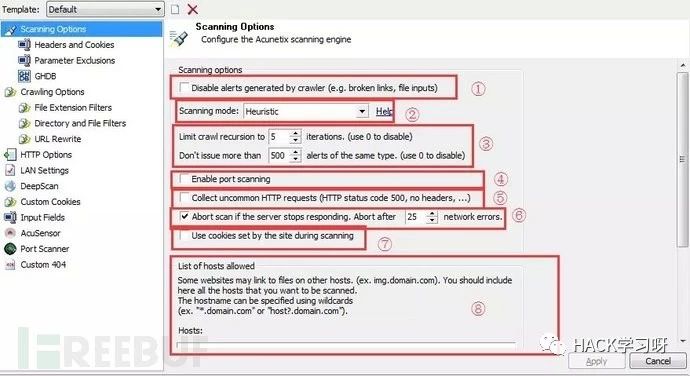 Template: Default
Scanning Options
Headers and Cookies
Parameter Exclusions
GHDB
Crawling Options
File Extension Filters
Directory and File Filters
URL Rewrite
HTTP Options
LAN Settings
DeepScan
Custom Cookies
Input Fields
AcuSensor
Port Scanner
Custom 404
Scanning Options
Configure the Acunetix scanning engine
Scanning options
Disable alerts generated by crawler (e.g. broken links, file inputs) ①
Scanning mode: Heuristic Help ②
Limit crawl recursion to 5 iterations. (use 0 to disable)
③
Don't issue more than 500 alerts of the same type. (use 0 to disable)
Enable port scanning ④
Collect uncommon HTTP requests (HTTP status code 500, no headers, ...) ⑤
Abort scan if the server stops responding. Abort after 25 network errors. ⑥
Use cookies set by the site during scanning ⑦
List of hosts allowed
Some websites may link to files on other hosts. (ex. img.domain.com). You should include
here all the hosts that you want to be scanned.
The hostname can be specified using wildcards
(ex. "*.domain.com" or "host?.domain.com"). ⑧
Hosts:
FREEBUF
HACK学习呀
Apply Cancel